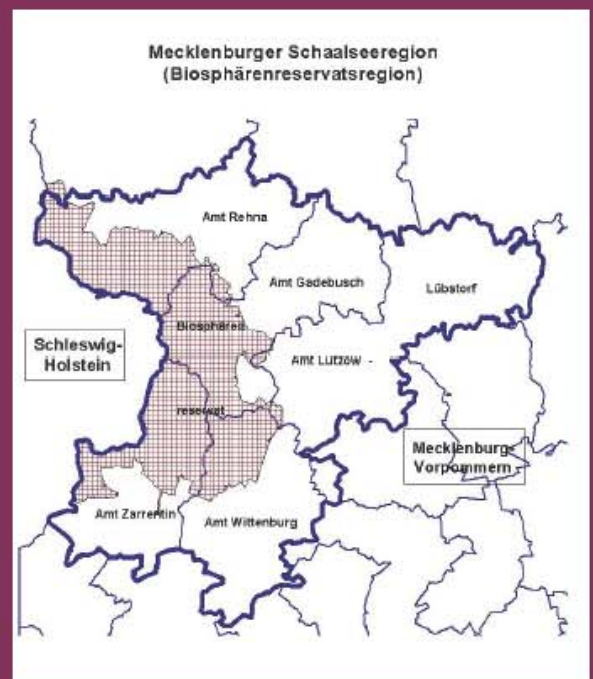 Mecklenburger Schaalseeregion
(Biosphärenreservatsregion)
Amt Rehna
Amt Gadebusch
Lübstorf
Biosphären
Schleswig-
Holstein
Amt Lützow -
reservat
Mecklenburg-
Vorpommern -
Amt Zarrentin
Amt Wittenburg